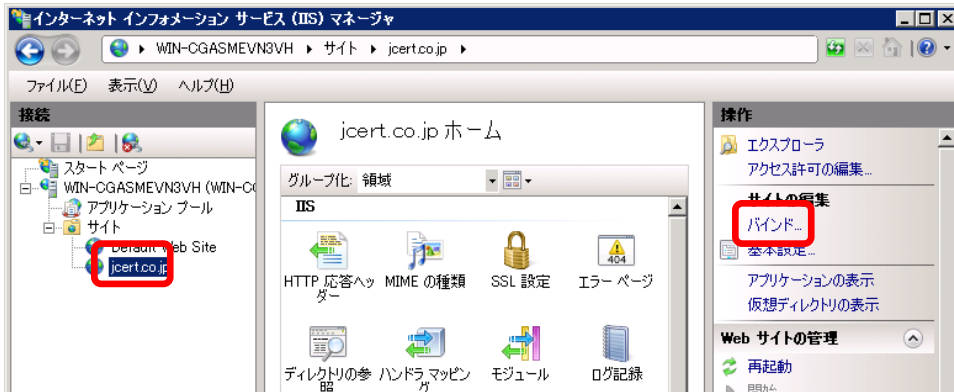 インターネット インフォメーション サービス (IIS) マネージャ
WIN-CGASMEVN3VH ▸ サイト ▸ jcert.co.jp ▸
ファイル(F) 表示(V) ヘルプ(H)
接続
スタート ページ
WIN-CGASMEVN3VH (WIN-CG
アプリケーション プール
サイト
Default Web Site
jcert.co.jp
jcert.co.jp ホーム
グループ化: 領域
IIS
HTTP 応答ヘッダー
MIME の種類
SSL 設定
404
エラー ページ
ディレクトリの参照
ハンドラ マッピング
モジュール
ログ記録
操作
エクスプローラ
アクセス許可の編集...
サイトの編集
バインド...
基本設定...
アプリケーションの表示
仮想ディレクトリの表示
Web サイトの管理
再起動
開始